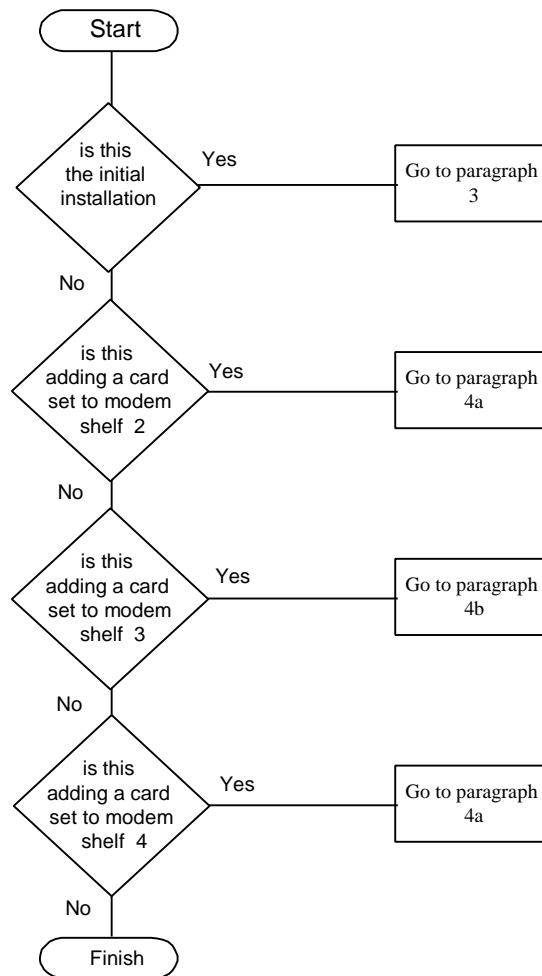 Start
is this
the initial
installation
Yes
Go to paragraph
3
No
is this
adding a card
set to modem
shelf 2
Yes
Go to paragraph
4a
No
is this
adding a card
set to modem
shelf 3
Yes
Go to paragraph
4b
No
is this
adding a card
set to modem
shelf 4
Yes
Go to paragraph
4a
No
Finish